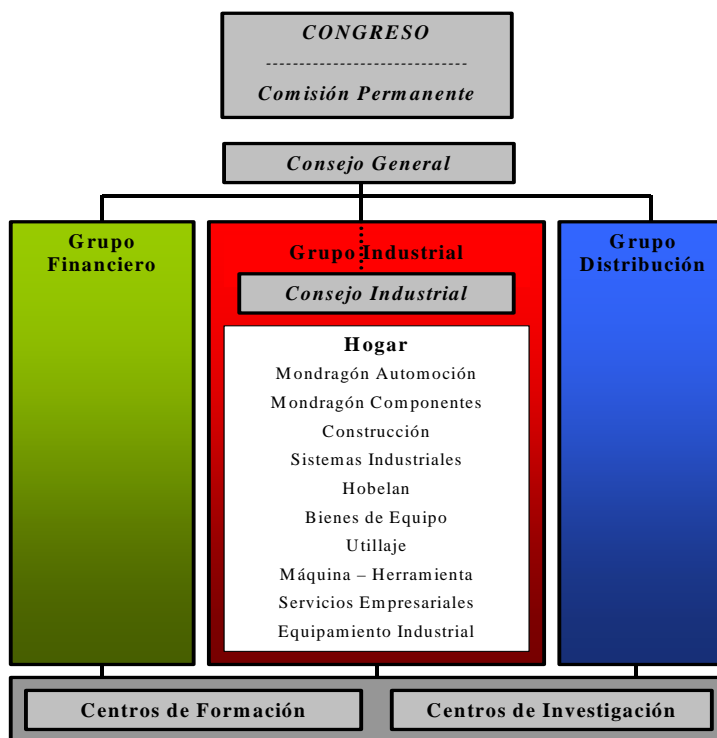 CONGRESO
-----------------------------
Comisión Permanente
Consejo General
Grupo
Financiero
Grupo Industrial
Consejo Industrial
Hogar
Mondragón Automoción
Mondragón Componentes
Construcción
Sistemas Industriales
Hobelan
Bienes de Equipo
Utillaje
Máquina – Herramienta
Servicios Empresariales
Equipamiento Industrial
Grupo
Distribución
Centros de Formación
Centros de Investigación